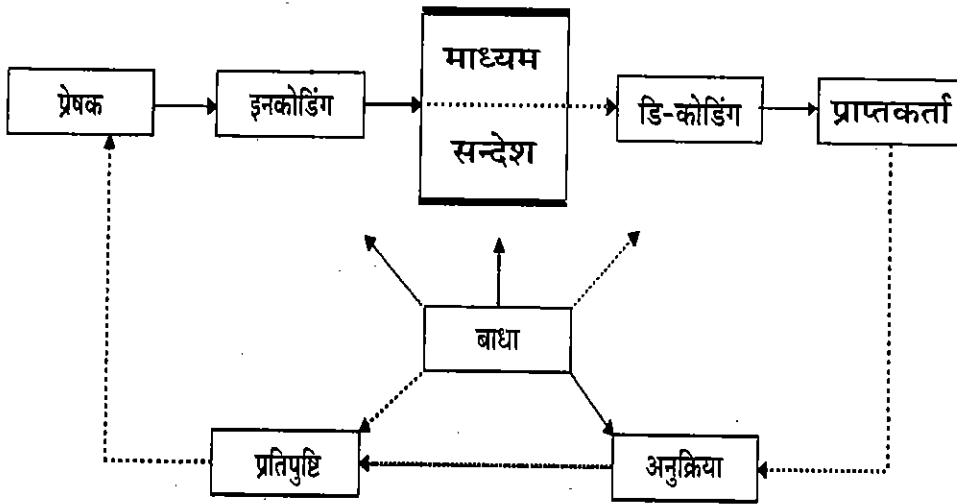 माध्यम
प्रेषक
इनकोडिंग
डि-कोडिंग
प्राप्तकर्ता
सन्देश
बाधा
प्रतिपुष्टि
अनुक्रिया